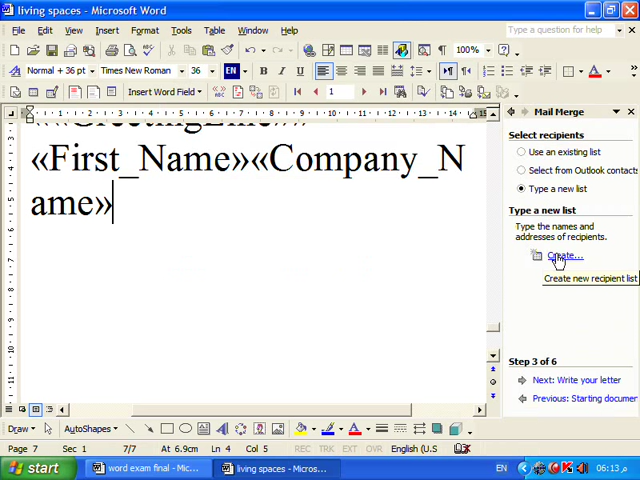 living spaces - Microsoft Word
File Edit View Insert Format Tools Table Window Help Type a question for help
100%
Normal + 36 pt Times New Roman 36 EN B I U
Insert Word Field 1
Mail Merge
Select recipients
Use an existing list
Select from Outlook contacts
Type a new list
Type a new list
Type the names and
addresses of recipients.
Create...
Create new recipient list
«First_Name»«Company_N
ame»
Step 3 of 6
Next: Write your letter
Previous: Starting documen
Draw AutoShapes
Page 7 Sec 1 7/7 At 6.9cm Ln 4 Col 5 REC TRK EXT OVR English (U.S
start word exam final - Mic... living spaces - Microso... EN 06:13 م